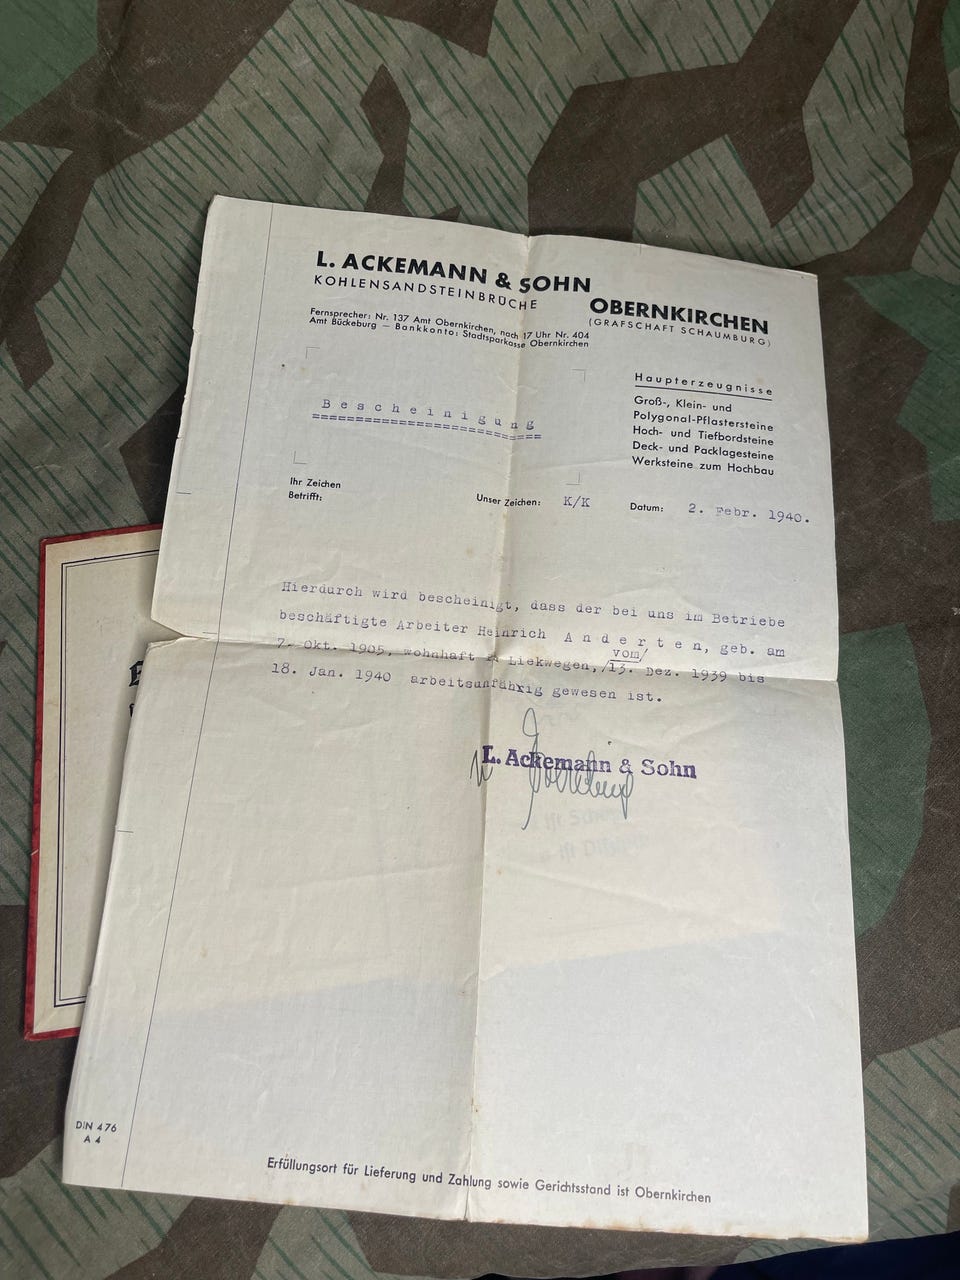 L. ACKEMANN & SOHN
KOHLENSANDSTEINBRÜCHE
OBERNKIRCHEN
(GRAFSCHAFT SCHAUMBURG)
Fernsprecher: Nr. 137 Amt Obernkirchen, nach 17 Uhr Nr. 404
Amt Bückeburg — Bankkonto: Stadtsparkasse Obernkirchen
Haupterzeugnisse
Groß-, Klein- und
Polygonal-Pflastersteine
Hoch- und Tiefbordsteine
Deck- und Packlagesteine
Werksteine zum Hochbau
Bescheinigung
Ihr Zeichen
Betrifft:
Unser Zeichen: K/K
Datum: 2. Febr. 1940.
Hierdurch wird bescheinigt, dass der bei uns im Betriebe
beschäftigte Arbeiter Heinrich Anderten, geb. am
vom/
7. Okt. 1905, wohnhaft Liekwegen,/13. Dez. 1939 bis
18. Jan. 1940 arbeitsunfähig gewesen ist.
L. Ackemann & Sohn
DIN 476
A 4
Erfüllungsort für Lieferung und Zahlung sowie Gerichtsstand ist Obernkirchen